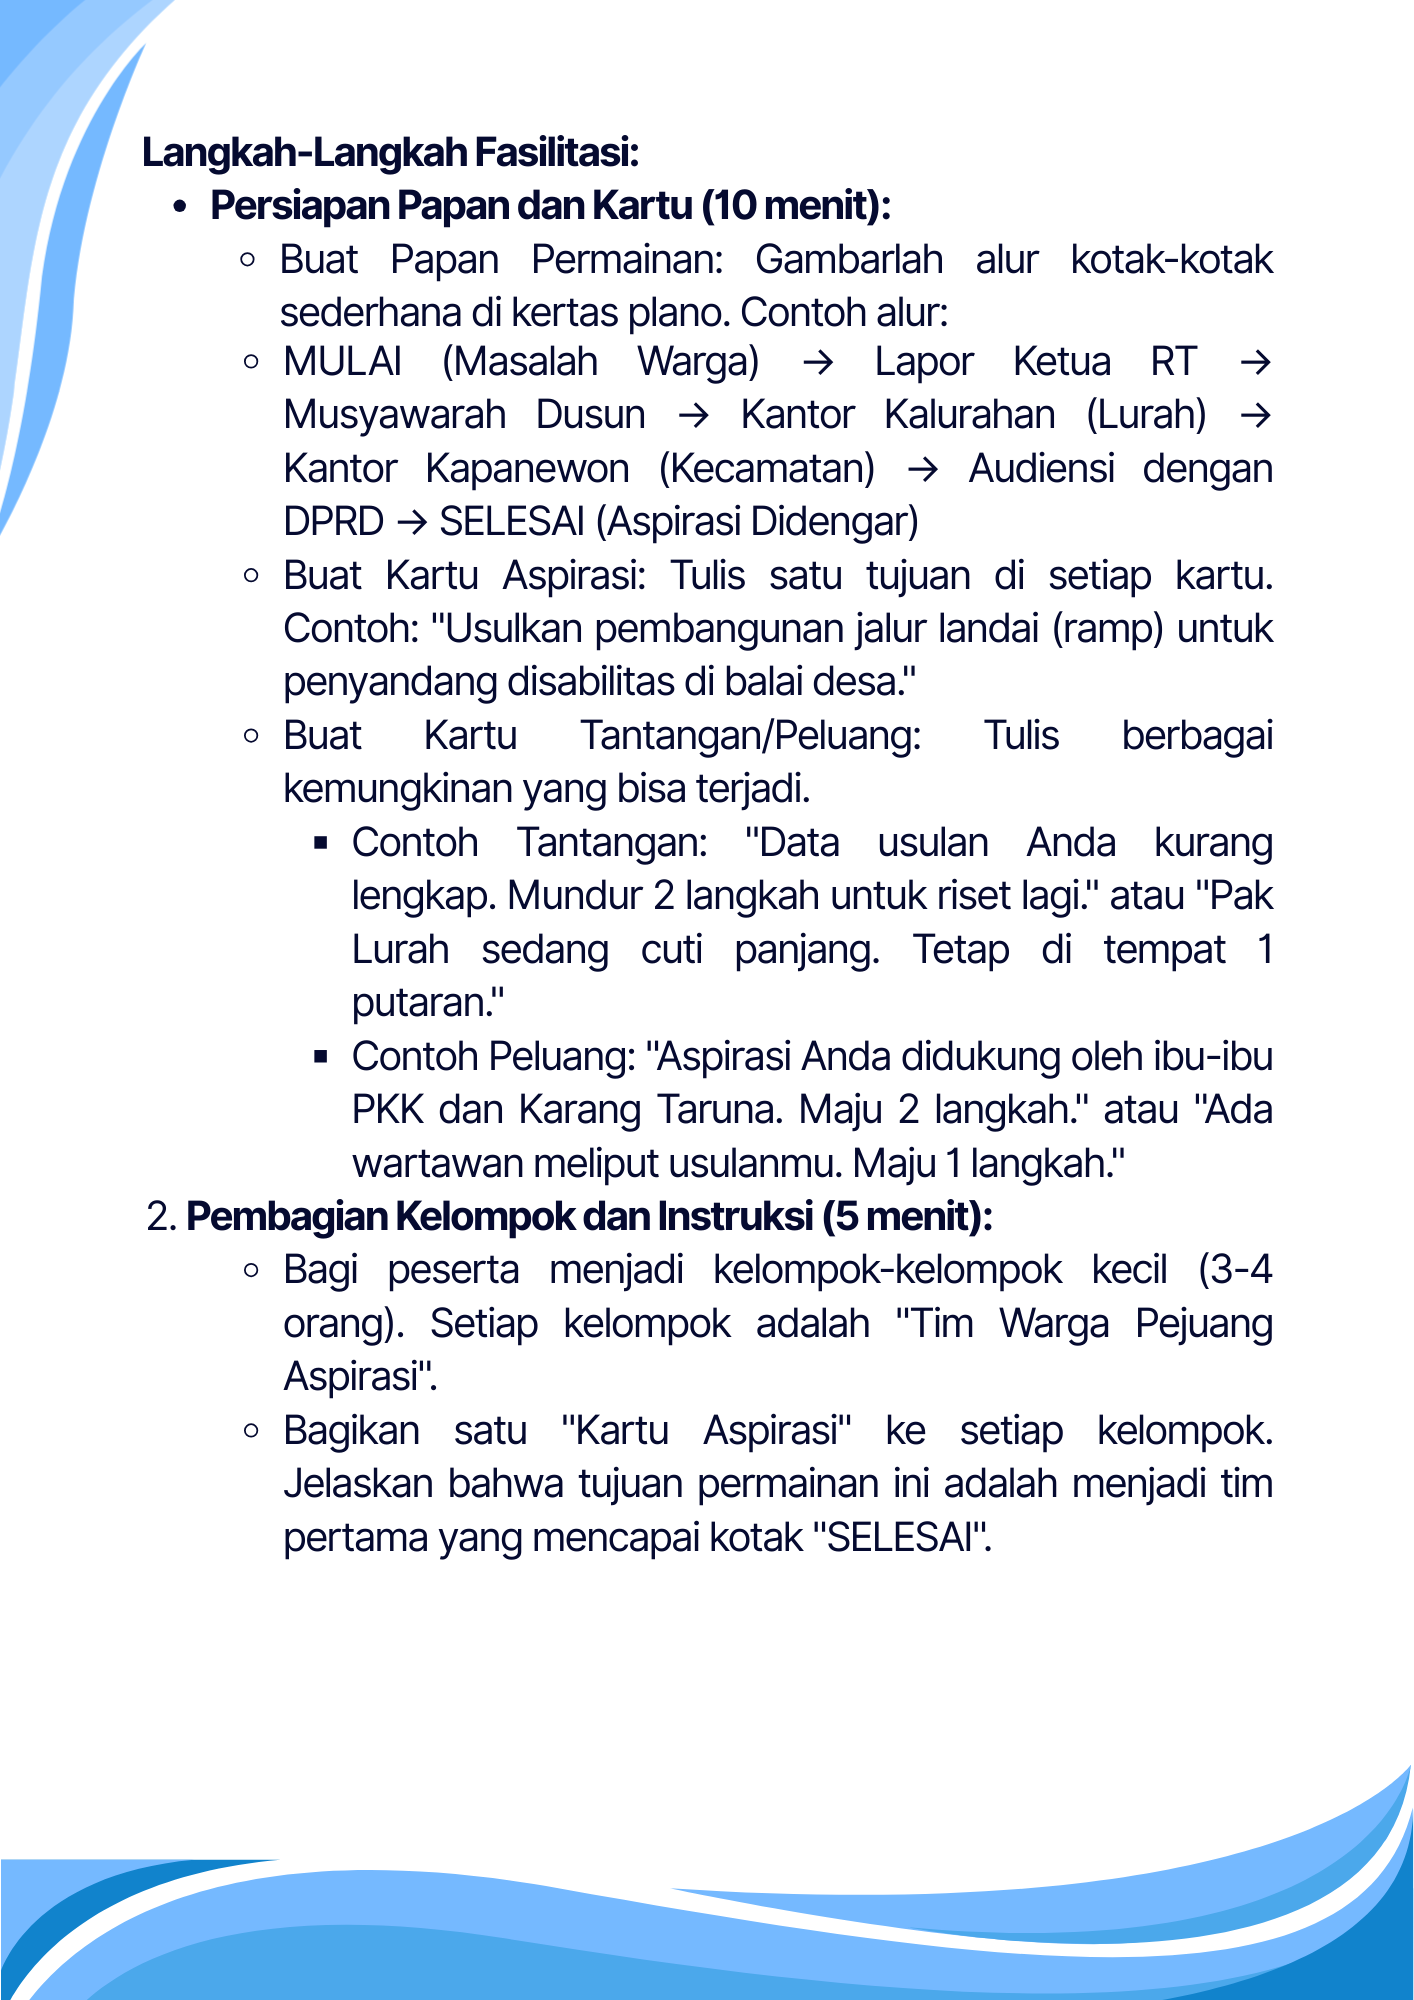 Langkah-Langkah Fasilitasi:
• Persiapan Papan dan Kartu (10 menit):
○ Buat Papan Permainan: Gambarlah alur kotak-kotak
sederhana di kertas plano. Contoh alur:
○ MULAI (Masalah Warga) → Lapor Ketua RT →
Musyawarah Dusun → Kantor Kalurahan (Lurah) →
Kantor Kapanewon (Kecamatan) → Audiensi dengan
DPRD → SELESAI (Aspirasi Didengar)
○ Buat Kartu Aspirasi: Tulis satu tujuan di setiap kartu.
Contoh: "Usulkan pembangunan jalur landai (ramp) untuk
penyandang disabilitas di balai desa."
○ Buat Kartu Tantangan/Peluang: Tulis berbagai
kemungkinan yang bisa terjadi.
▪ Contoh Tantangan: "Data usulan Anda kurang
lengkap. Mundur 2 langkah untuk riset lagi." atau "Pak
Lurah sedang cuti panjang. Tetap di tempat 1
putaran."
▪ Contoh Peluang: "Aspirasi Anda didukung oleh ibu-ibu
PKK dan Karang Taruna. Maju 2 langkah." atau "Ada
wartawan meliput usulanmu. Maju 1 langkah."
2. Pembagian Kelompok dan Instruksi (5 menit):
○ Bagi peserta menjadi kelompok-kelompok kecil (3-4
orang). Setiap kelompok adalah "Tim Warga Pejuang
Aspirasi".
○ Bagikan satu "Kartu Aspirasi" ke setiap kelompok.
Jelaskan bahwa tujuan permainan ini adalah menjadi tim
pertama yang mencapai kotak "SELESAI".